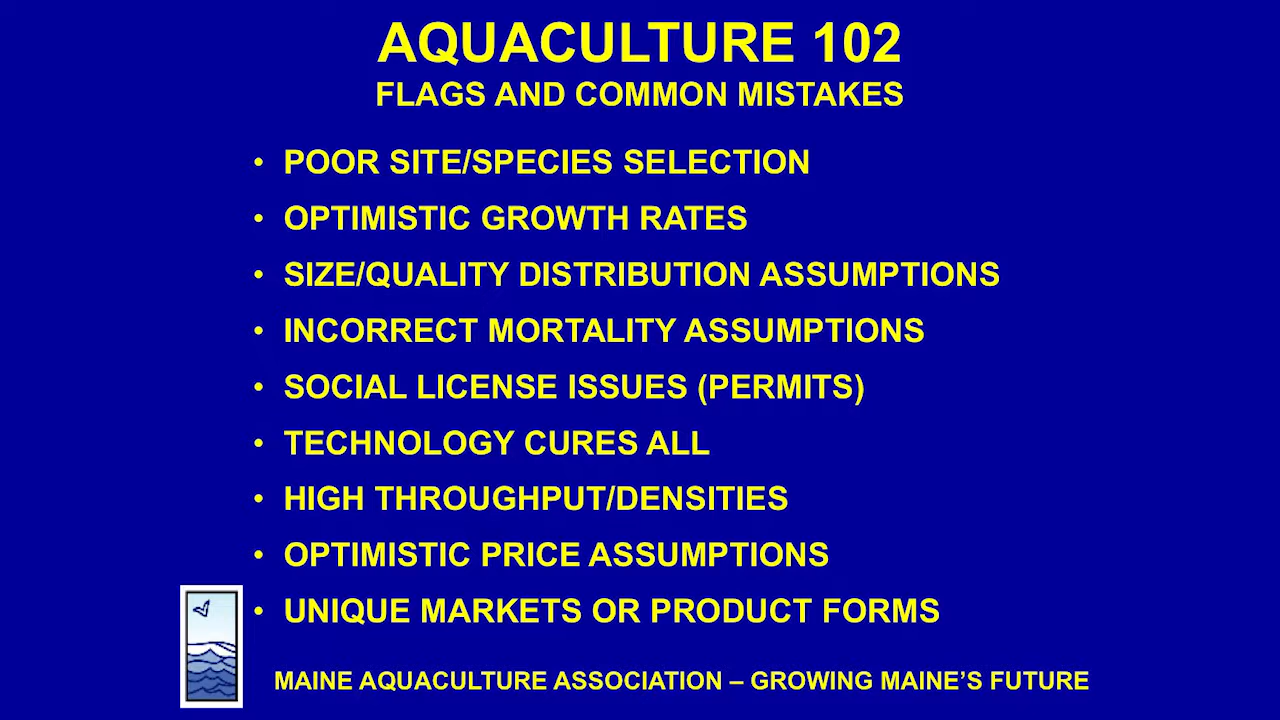 AQUACULTURE 102
FLAGS AND COMMON MISTAKES
• POOR SITE/SPECIES SELECTION
• OPTIMISTIC GROWTH RATES
• SIZE/QUALITY DISTRIBUTION ASSUMPTIONS
• INCORRECT MORTALITY ASSUMPTIONS
• SOCIAL LICENSE ISSUES (PERMITS)
• TECHNOLOGY CURES ALL
• HIGH THROUGHPUT/DENSITIES
• OPTIMISTIC PRICE ASSUMPTIONS
• UNIQUE MARKETS OR PRODUCT FORMS
MAINE AQUACULTURE ASSOCIATION – GROWING MAINE'S FUTURE